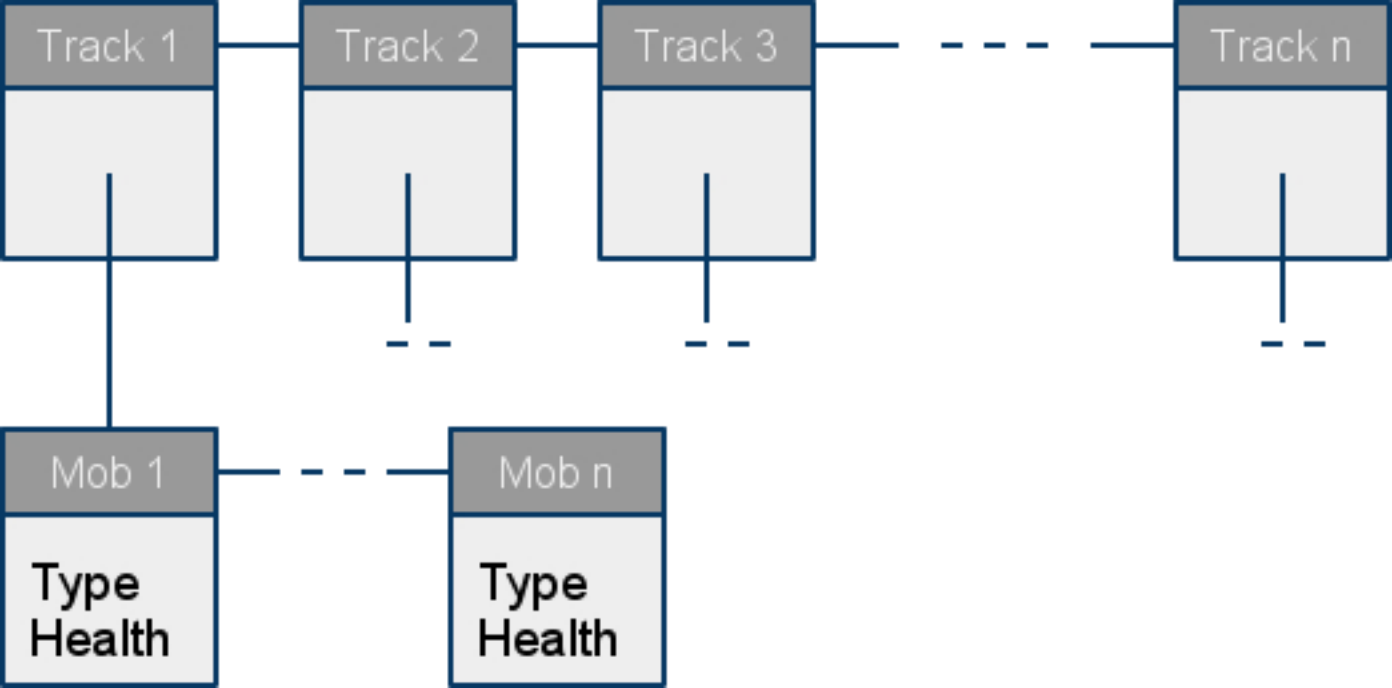 Track 1
Track 2
Track 3
Track n
Mob 1
Mob n
Type
Health
Type
Health